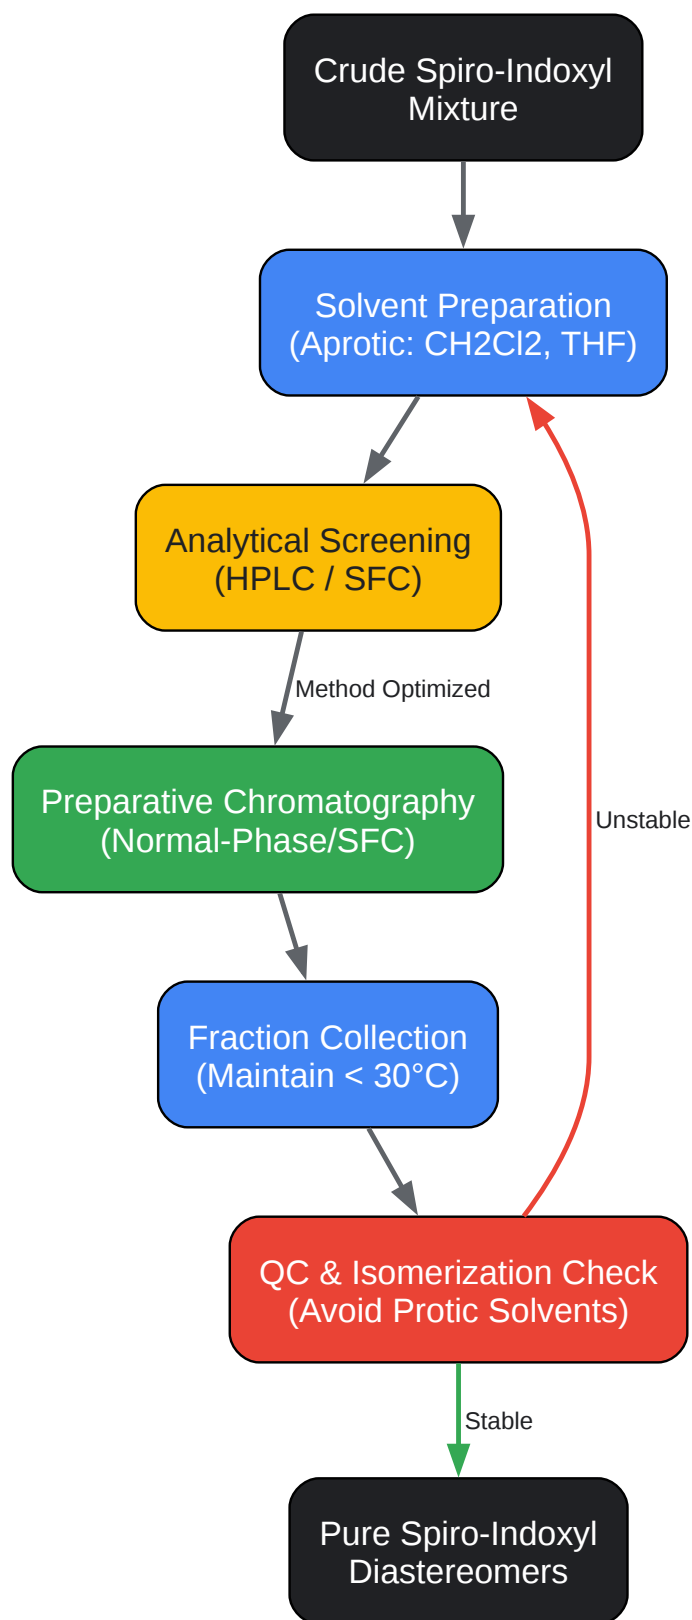 Crude Spiro-Indoxyl
Mixture
Solvent Preparation
(Aprotic: CH2Cl2, THF)
Analytical Screening
(HPLC / SFC)
Method Optimized
Preparative Chromatography
(Normal-Phase/SFC)
Unstable
Fraction Collection
(Maintain < 30°C)
QC & Isomerization Check
(Avoid Protic Solvents)
Stable
Pure Spiro-Indoxyl
Diastereomers